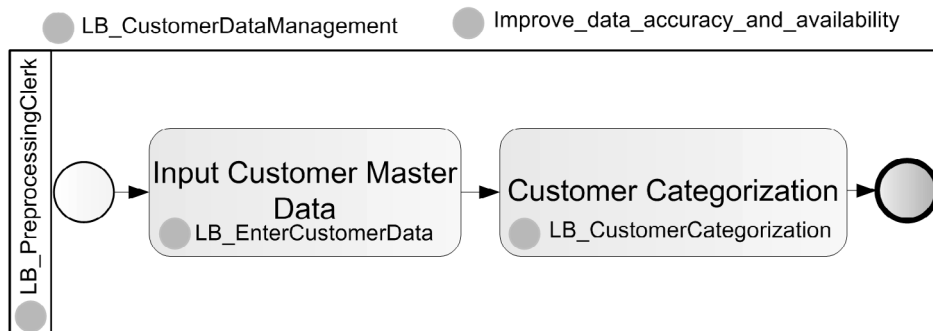 LB_CustomerDataManagement
Improve_data_accuracy_and_availability
LB_PreprocessingClerk
Input Customer Master
Data
LB_EnterCustomerData
Customer Categorization
LB_CustomerCategorization